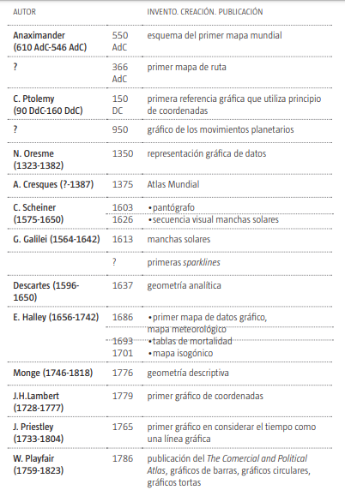 AUTOR INVENTO. CREACIÓN. PUBLICACIÓN
Anaximander 550 esquema del primer mapa mundial
(610 AdC-546 AdC) AdC
? 366 primer mapa de ruta
AdC
C. Ptolemy 150 primera referencia gráfica que utiliza principio
(90 DdC-160 DdC) DC de coordenadas
? 950 gráfico de los movimientos planetarios
N. Oresme 1350 representación gráfica de datos
(1323-1382)
A. Cresques (?-1387) 1375 Atlas Mundial
C. Scheiner 1603 •pantógrafo
(1575-1650) 1626 •secuencia visual manchas solares
G. Galilei (1564-1642) 1613 manchas solares
? primeras sparklines
Descartes (1596- 1637 geometría analítica
1650)
E. Halley (1656-1742) 1686 •primer mapa de datos gráfico,
mapa meteorológico
1693 •tablas de mortalidad
1701 •mapa isogónico
Monge (1746-1818) 1776 geometría descriptiva
J.H.Lambert 1779 primer gráfico de coordenadas
(1728-1777)
J. Priestley 1765 primer gráfico en considerar el tiempo como
(1733-1804) una línea gráfica
W. Playfair 1786 publicación del The Comercial and Political
(1759-1823) Atlas, gráficos de barras, gráficos circulares,
gráficos tortas